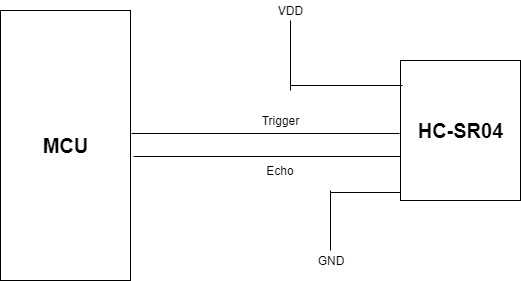 VDD
Trigger
MCU
HC-SR04
Echo
GND